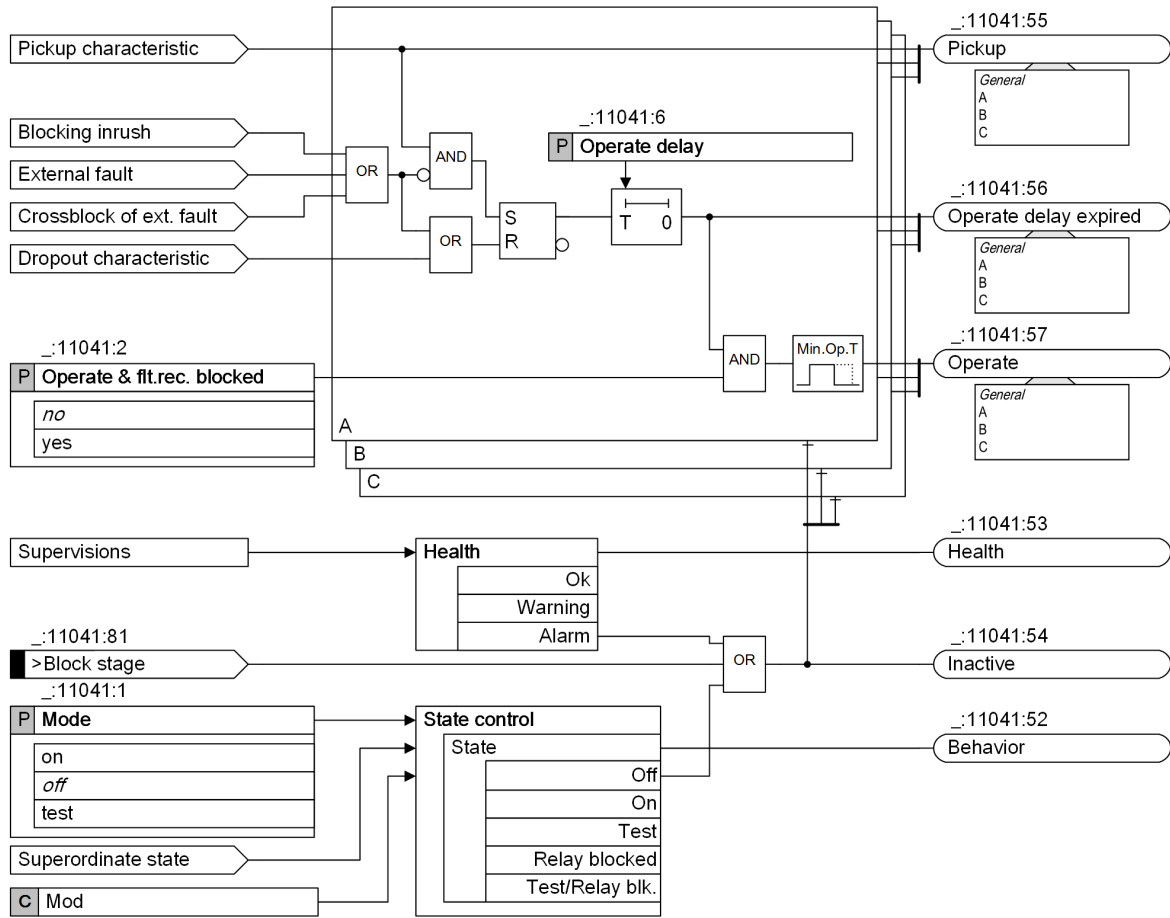 _:11041:55
Pickup characteristic
Pickup
General
A
B
C
_:11041:6
Blocking inrush
P Operate delay
AND
OR
External fault
_:11041:56
Crossblock of ext. fault
S
R
T 0
Operate delay expired
OR
Dropout characteristic
General
A
B
C
_:11041:57
_:11041:2
AND
Min.Op.T
Operate
P Operate & flt.rec. blocked
no
yes
General
A
B
C
A
B
C
_:11041:53
Supervisions
Health
Ok
Warning
Alarm
Health
_:11041:81
>Block stage
OR
_:11041:54
Inactive
_:11041:1
P Mode
on
off
test
State control
State
Off
On
Test
Relay blocked
Test/Relay blk.
_:11041:52
Behavior
Superordinate state
C Mod